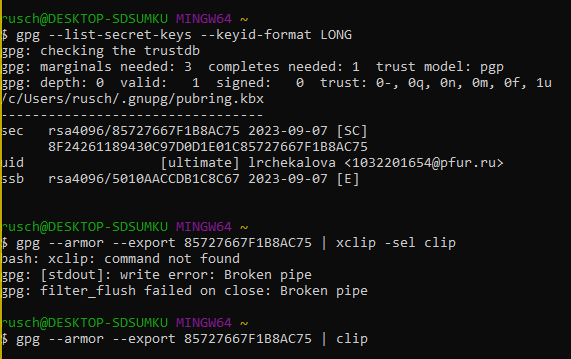 rusch@DESKTOP-SDSUMKU MINGW64 ~
$ gpg --list-secret-keys --keyid-format LONG
gpg: checking the trustdb
gpg: marginals needed: 3  completes needed: 1  trust model: pgp
gpg: depth: 0  valid:   1  signed:   0  trust: 0-, 0q, 0n, 0m, 0f, 1u
/c/Users/rusch/.gnupg/pubring.kbx
---------------------------------
sec   rsa4096/85727667F1B8AC75 2023-09-07 [SC]
      8F24261189430C97D0D1E01C85727667F1B8AC75
uid                 [ultimate] lrchekalova <1032201654@pfur.ru>
ssb   rsa4096/5010AACCDB1C8C67 2023-09-07 [E]
rusch@DESKTOP-SDSUMKU MINGW64 ~
$ gpg --armor --export 85727667F1B8AC75 | xclip -sel clip
bash: xclip: command not found
gpg: [stdout]: write error: Broken pipe
gpg: filter_flush failed on close: Broken pipe
rusch@DESKTOP-SDSUMKU MINGW64 ~
$ gpg --armor --export 85727667F1B8AC75 | clip